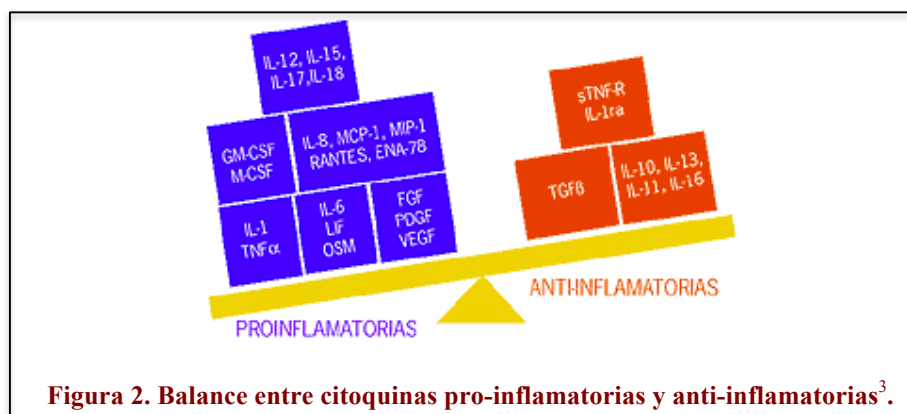 IL-12, IL-15,
IL-17,IL-18
GM-CSF
M-CSF
IL-8, MCP-1, MIP-1
RANTES, ENA-78
IL-1
TNFα
IL-6
LIF
OSM
FGF
PDGF
VEGF
sTNF-R
IL-1ra
TGFß
IL-10, IL-13,
IL-11, IL-16
PROINFLAMATORIAS
ANTI-INFLAMATORIAS
Figura 2. Balance entre citoquinas pro-inflamatorias y anti-inflamatorias³.